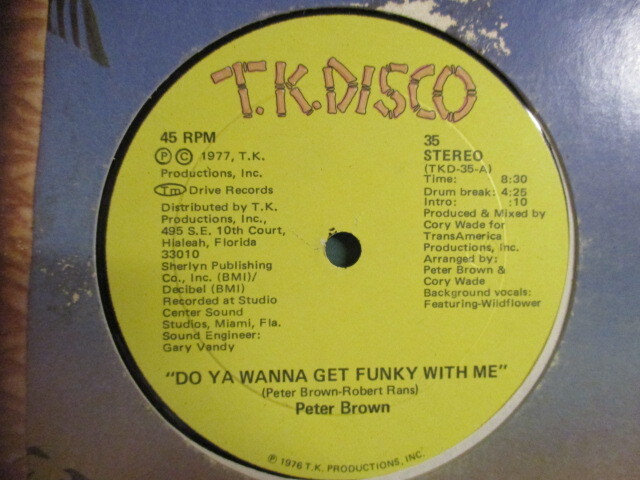 T.K.DISCO
45 RPM
Ⓟ Ⓒ 1977, T.K.
Productions, Inc.
Tm Drive Records
Distributed by T.K.
Productions, Inc.,
495 S.E. 10th Court,
Hialeah, Florida
33010
Sherlyn Publishing
Co., Inc. (BMI)/
Decibel (BMI)
Recorded at Studio
Center Sound
Studios, Miami, Fla.
Sound Engineer:
Gary Vandy
35
STEREO
(TKD-35-A)
Time: 8:30
Drum break: 4:25
Intro: :10
Produced & Mixed by
Cory Wade for
TransAmerica
Productions, inc.
Arranged by:
Peter Brown &
Cory Wade
Background vocals:
Featuring-Wildflower
"DO YA WANNA GET FUNKY WITH ME"
(Peter Brown-Robert Rans)
Peter Brown
Ⓟ 1976 T.K. PRODUCTIONS, INC.